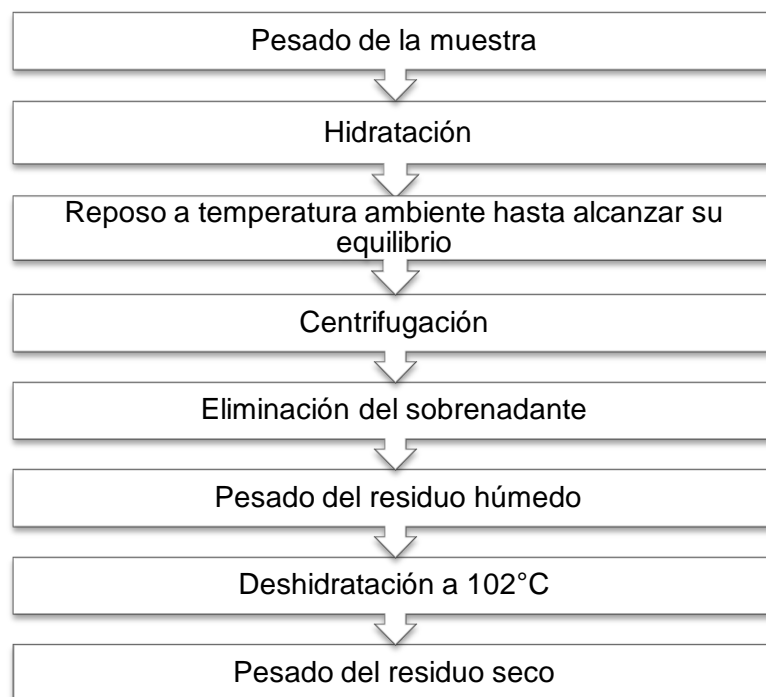 Pesado de la muestra
Hidratación
Reposo a temperatura ambiente hasta alcanzar su
equilibrio
Centrifugación
Eliminación del sobrenadante
Pesado del residuo húmedo
Deshidratación a 102°C
Pesado del residuo seco